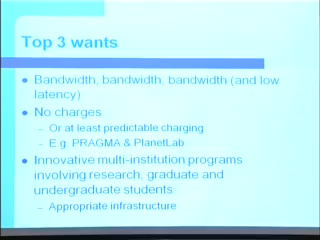 Top 3 wants
Bandwidth, bandwidth, bandwidth (and low
latency)
No charges
– Or at least predictable charging
– E.g. PRAGMA & PlanetLab
Innovative multi-institution programs
involving research, graduate and
undergraduate students
– Appropriate infrastructure